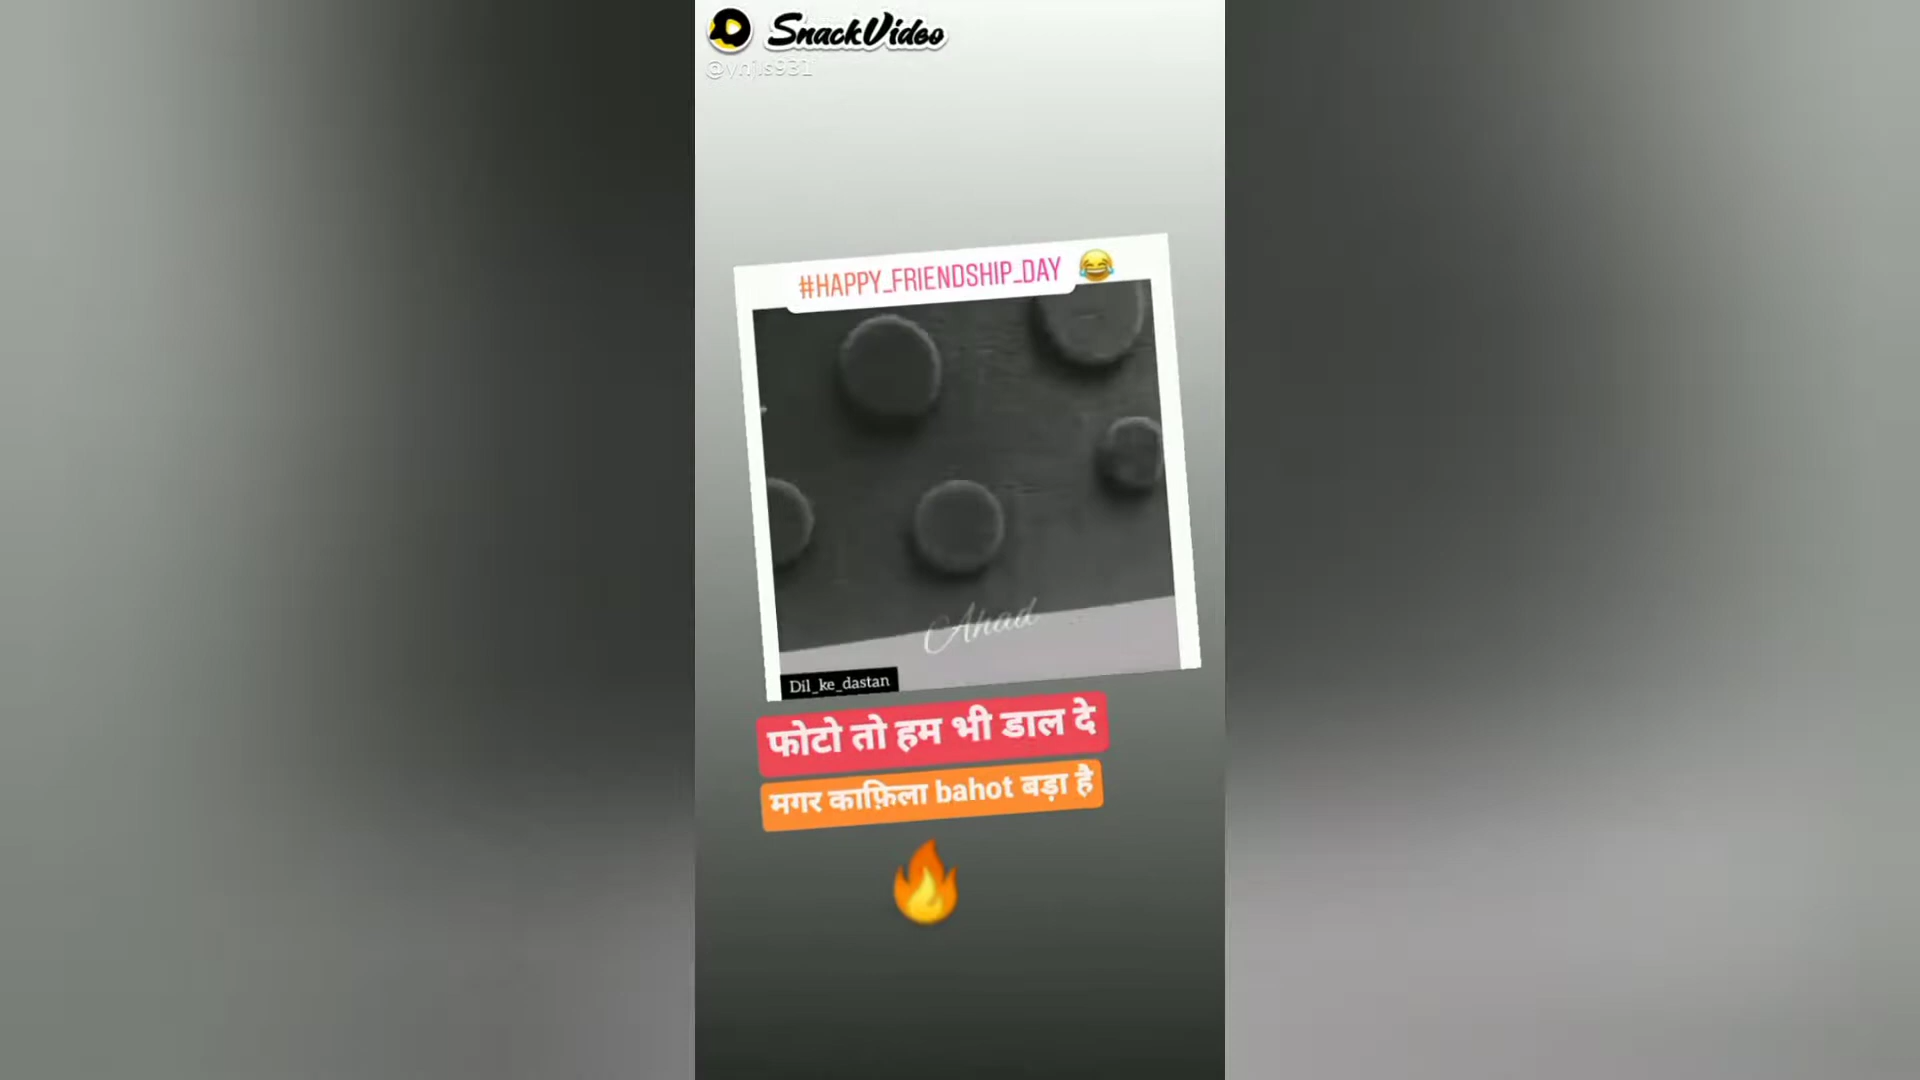 SnackVideo
#HAPPY_FRIENDSHIP_DAY 😂
Ahad
Dil_ke_dastan
फोटो तो हम भी डाल दे
मगर काफ़िला bahot बड़ा है
🔥